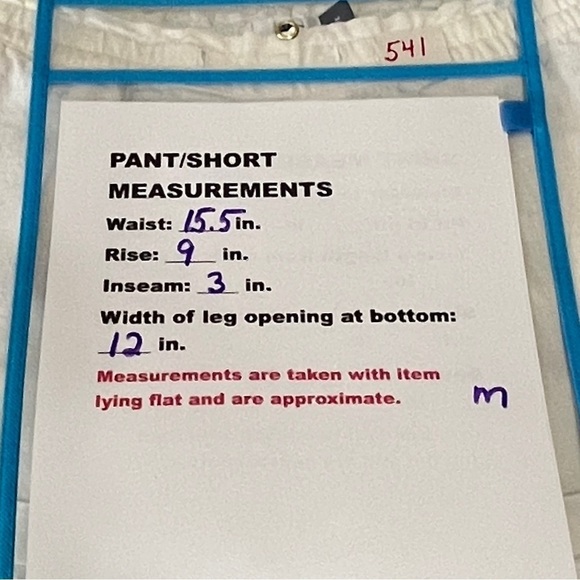 541
PANT/SHORT
MEASUREMENTS
Waist: 15.5 in.
Rise: 9 in.
Inseam: 3 in.
Width of leg opening at bottom:
12 in.
Measurements are taken with item
lying flat and are approximate.
m